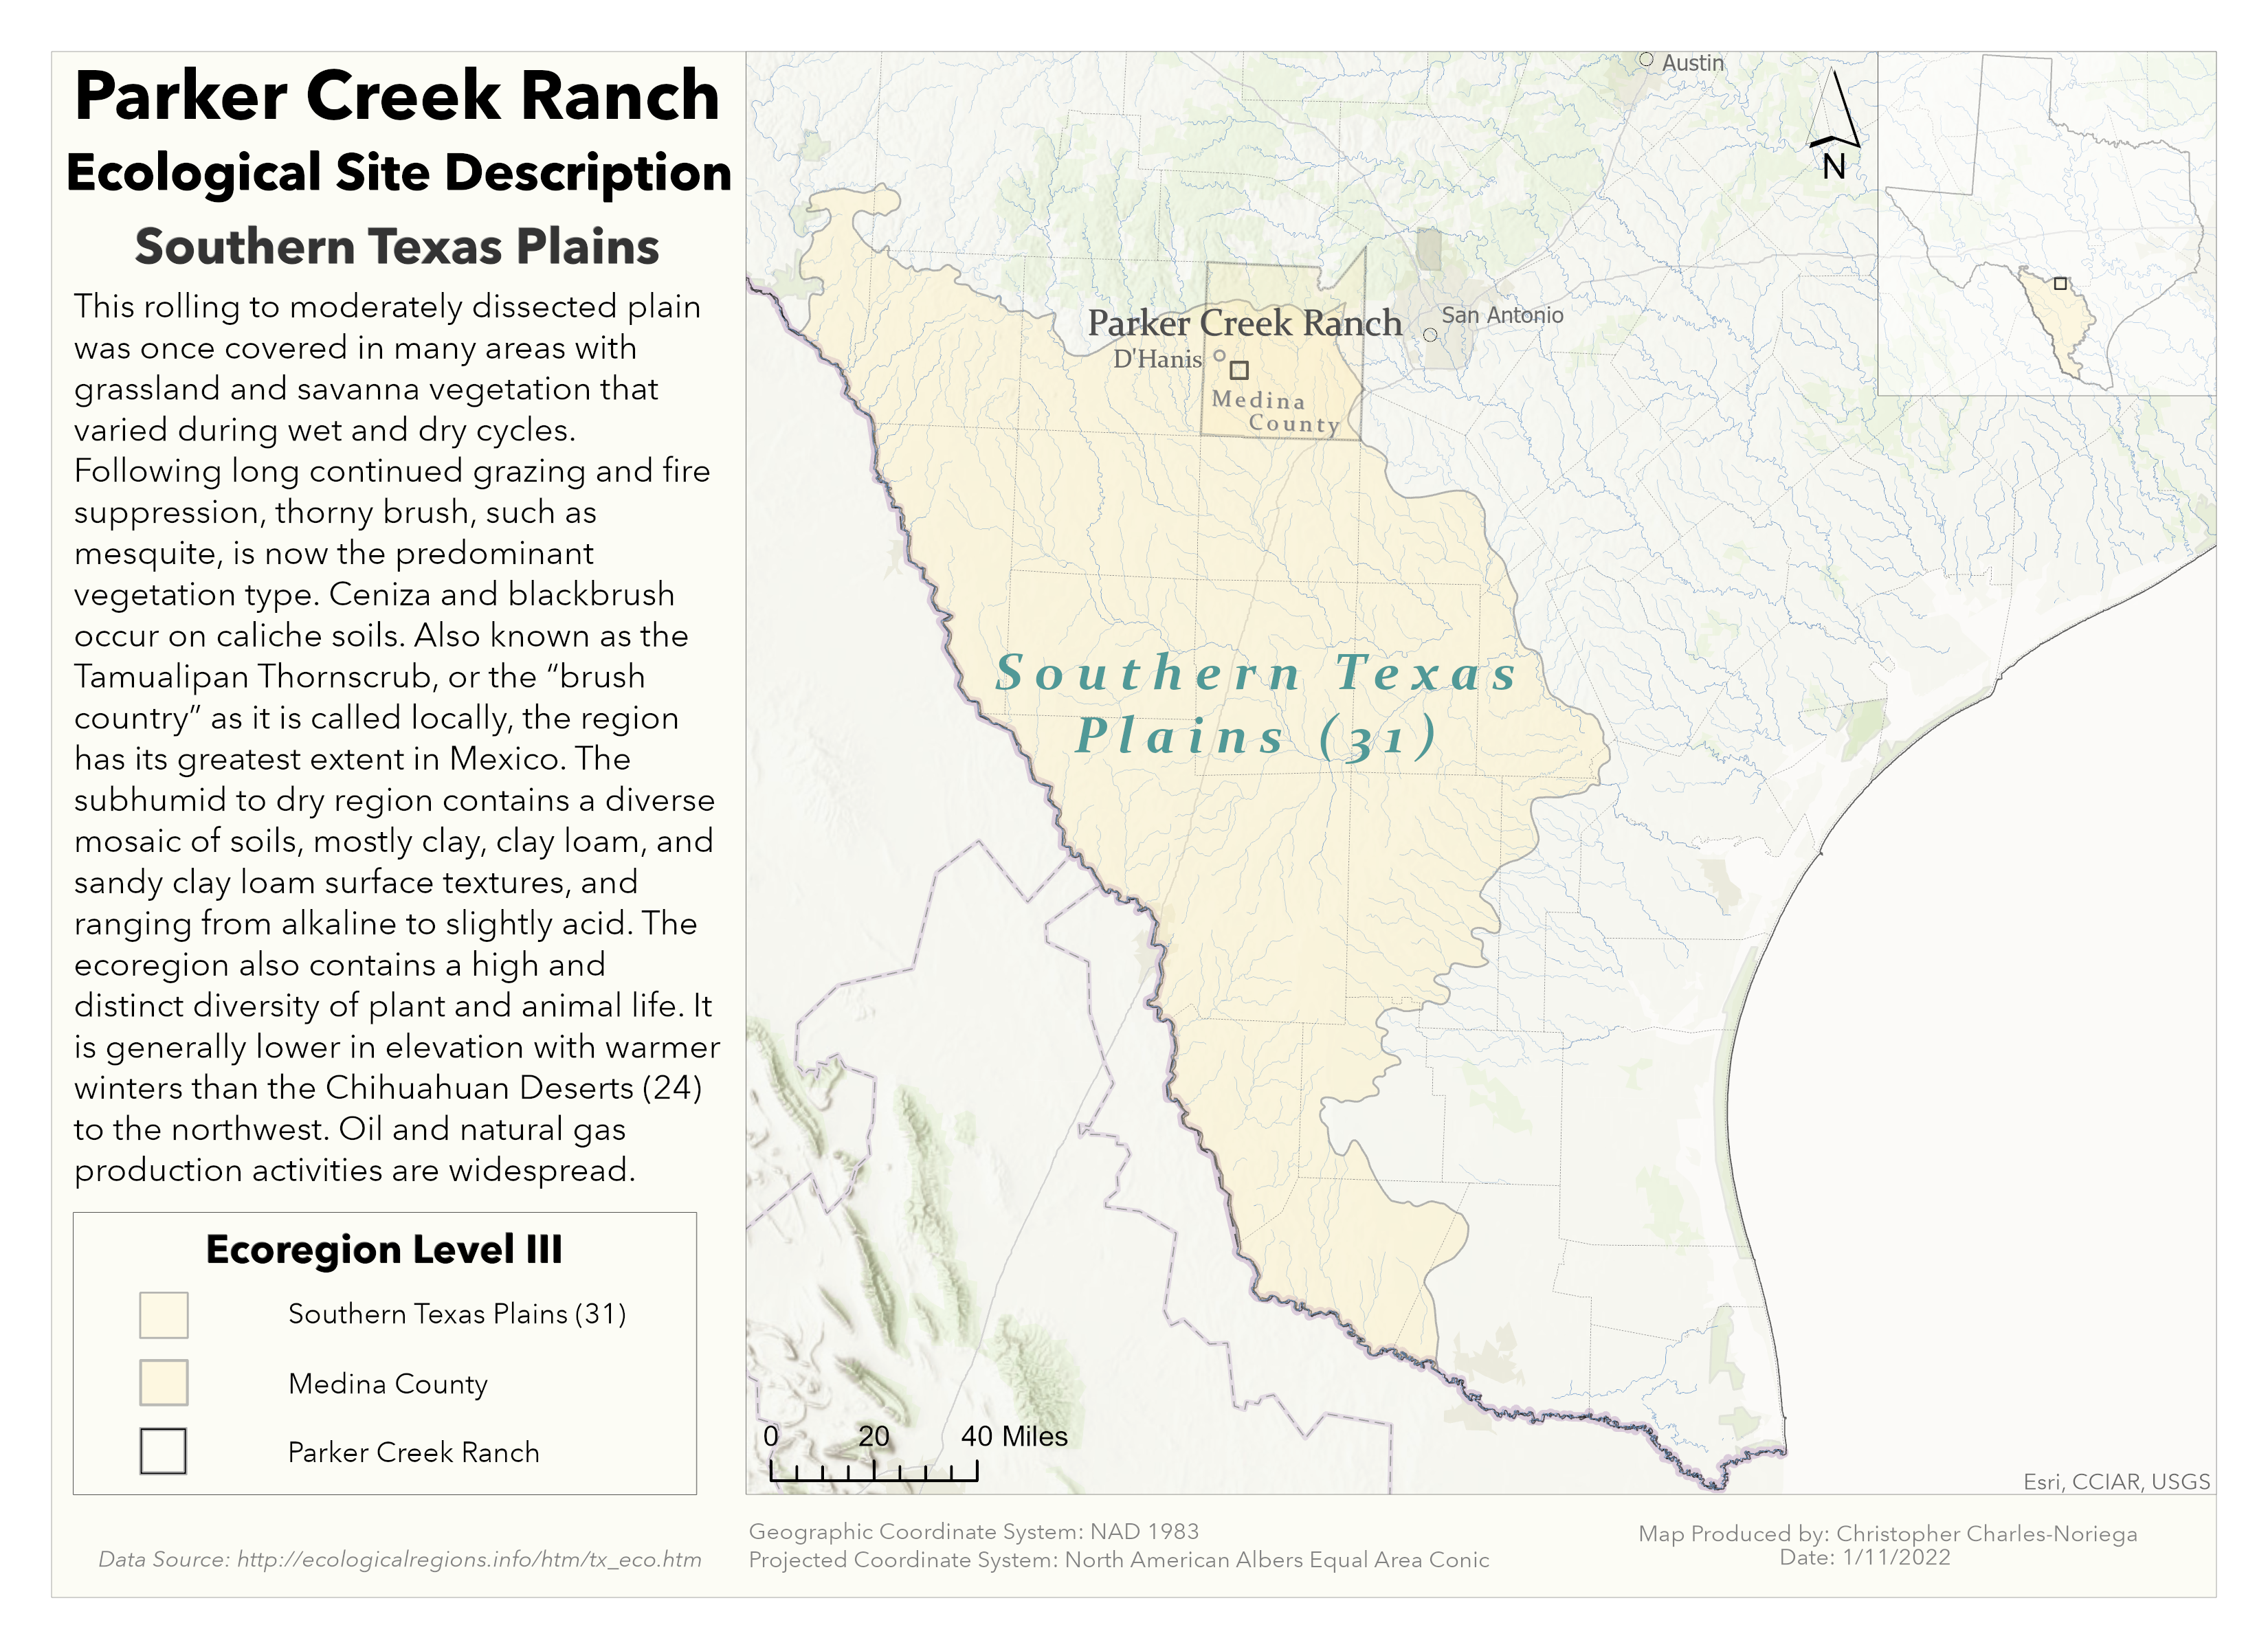 Parker Creek Ranch
Ecological Site Description
Southern Texas Plains
This rolling to moderately dissected plain
was once covered in many areas with
grassland and savanna vegetation that
varied during wet and dry cycles.
Following long continued grazing and fire
suppression, thorny brush, such as
mesquite, is now the predominant
vegetation type. Ceniza and blackbrush
occur on caliche soils. Also known as the
Tamualipan Thornscrub, or the “brush
country” as it is called locally, the region
has its greatest extent in Mexico. The
subhumid to dry region contains a diverse
mosaic of soils, mostly clay, clay loam, and
sandy clay loam surface textures, and
ranging from alkaline to slightly acid. The
ecoregion also contains a high and
distinct diversity of plant and animal life. It
is generally lower in elevation with warmer
winters than the Chihuahuan Deserts (24)
to the northwest. Oil and natural gas
production activities are widespread.
Ecoregion Level III
Southern Texas Plains (31)
Medina County
Parker Creek Ranch
Data Source: http://ecologicalregions.info/htm/tx_eco.htm
Austin
N
San Antonio
Parker Creek Ranch
D'Hanis
Medina
County
Southern Texas
Plains (31)
0 20 40 Miles
Esri, CCIAR, USGS
Geographic Coordinate System: NAD 1983
Projected Coordinate System: North American Albers Equal Area Conic
Map Produced by: Christopher Charles-Noriega
Date: 1/11/2022